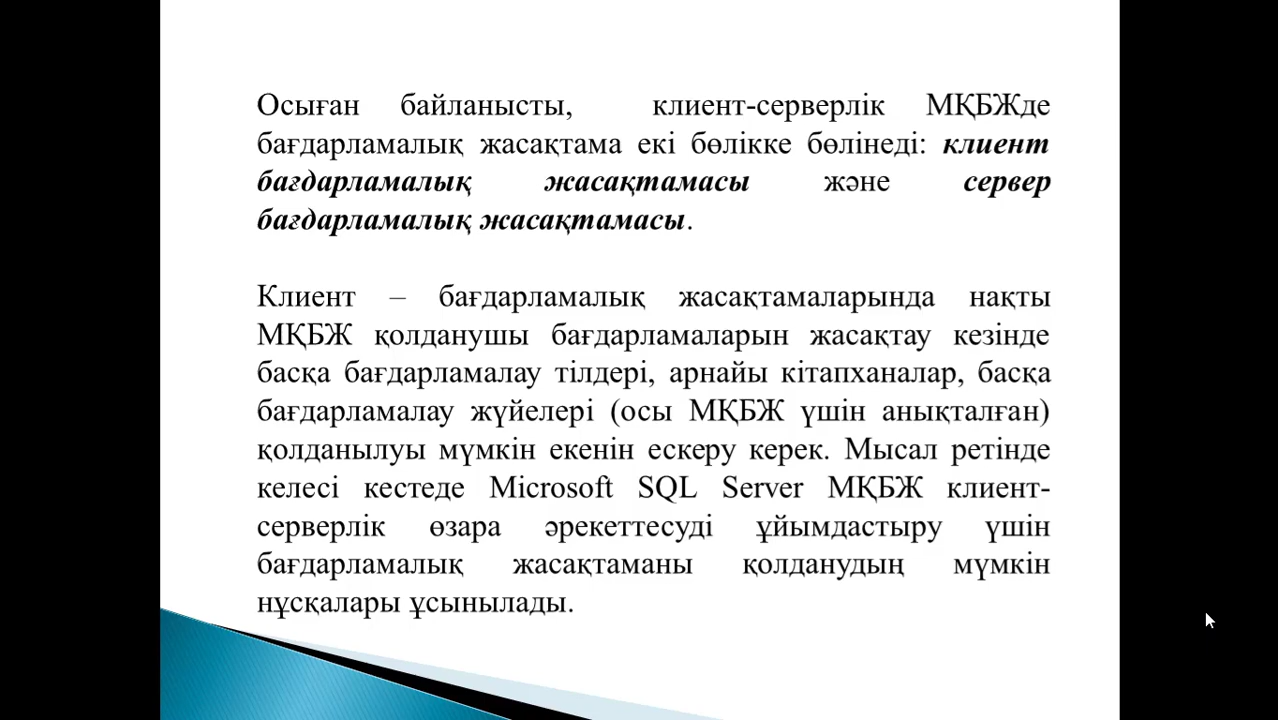 Осыған байланысты, клиент-серверлік МҚБЖде
бағдарламалық жасақтама екі бөлікке бөлінеді: клиент
бағдарламалық жасақтамасы және сервер
бағдарламалық жасақтамасы.
Клиент – бағдарламалық жасақтамаларында нақты
МҚБЖ қолданушы бағдарламаларын жасақтау кезінде
басқа бағдарламалау тілдері, арнайы кітапханалар, басқа
бағдарламалау жүйелері (осы МҚБЖ үшін анықталған)
қолданылуы мүмкін екенін ескеру керек. Мысал ретінде
келесі кестеде Microsoft SQL Server МҚБЖ клиент-
серверлік өзара әрекеттесуді ұйымдастыру үшін
бағдарламалық жасақтаманы қолданудың мүмкін
нұсқалары ұсынылады.